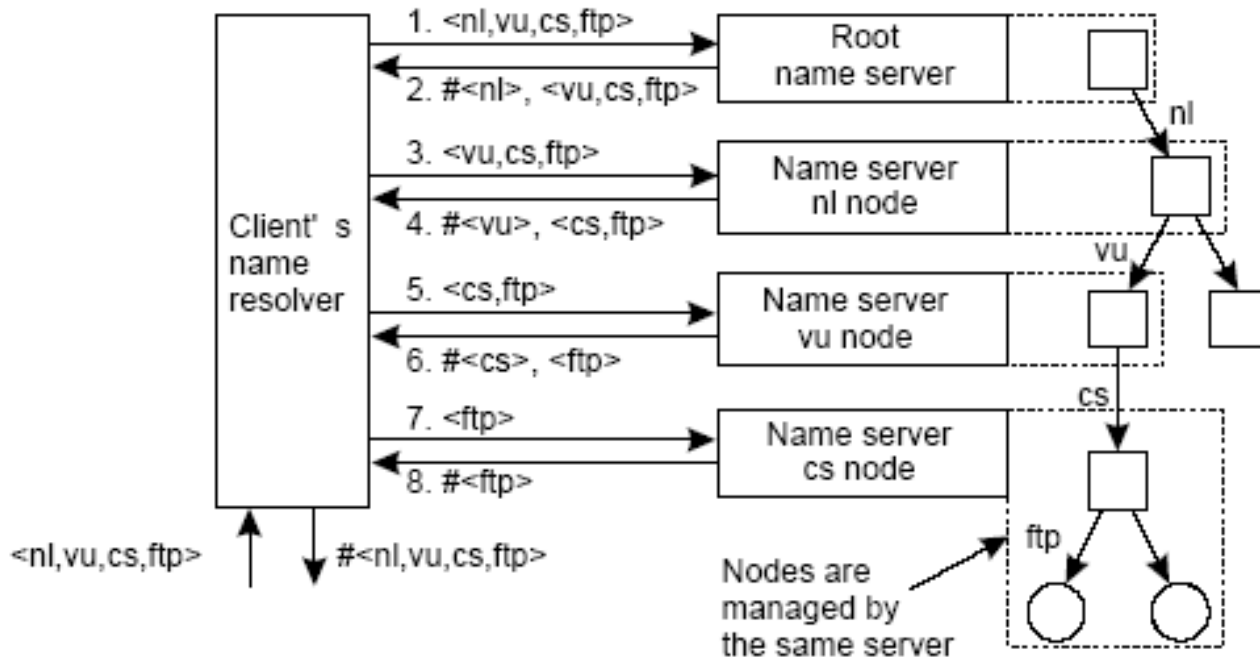 1. <nl,vu,cs,ftp>
Root
name server
2. #<nl>, <vu,cs,ftp>
nl
3. <vu,cs,ftp>
Name server
nl node
4. #<vu>, <cs,ftp>
vu
Client' s
name
resolver
5. <cs,ftp>
Name server
vu node
6. #<cs>, <ftp>
cs
7. <ftp>
Name server
cs node
8. #<ftp>
<nl,vu,cs,ftp>
#<nl,vu,cs,ftp>
ftp
Nodes are
managed by
the same server